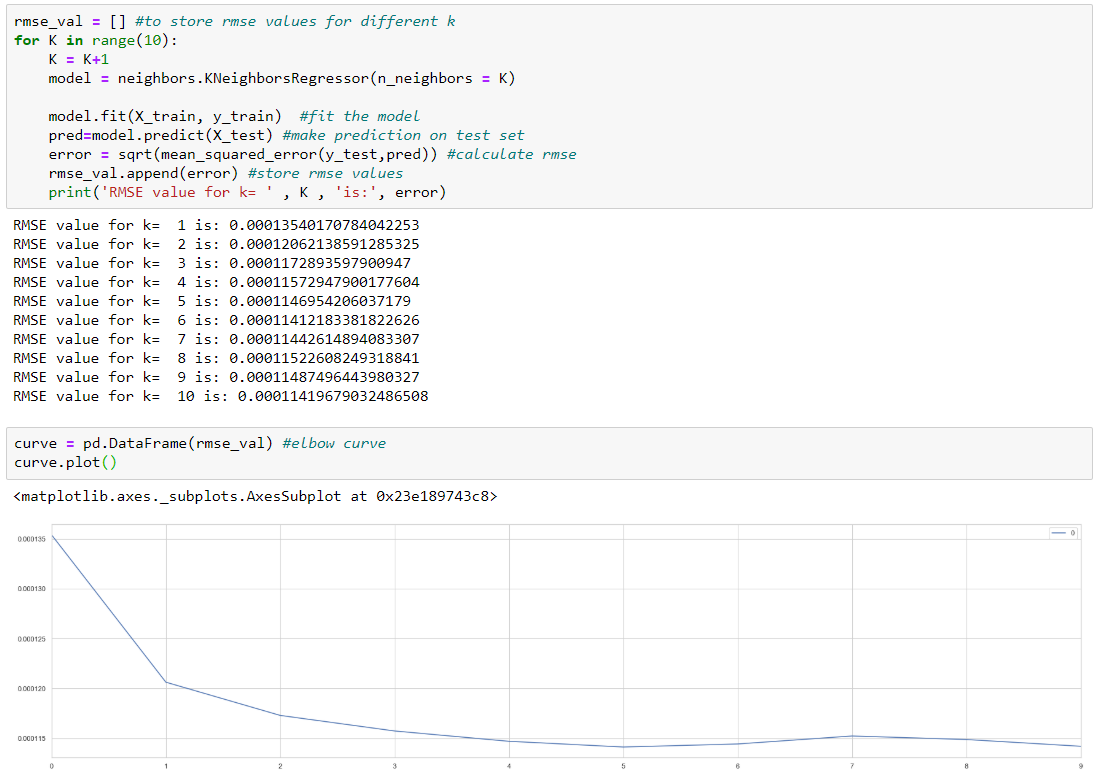 rmse_val = [] #to store rmse values for different k
for K in range(10):
    K = K+1
    model = neighbors.KNeighborsRegressor(n_neighbors = K)
    model.fit(X_train, y_train)  #fit the model
    pred=model.predict(X_test) #make prediction on test set
    error = sqrt(mean_squared_error(y_test,pred)) #calculate rmse
    rmse_val.append(error) #store rmse values
    print('RMSE value for k= ' , K , 'is:', error)
RMSE value for k=  1 is: 0.00013540170784042253
RMSE value for k=  2 is: 0.00012062138591285325
RMSE value for k=  3 is: 0.0001172893597900947
RMSE value for k=  4 is: 0.00011572947900177604
RMSE value for k=  5 is: 0.0001146954206037179
RMSE value for k=  6 is: 0.00011412183381822626
RMSE value for k=  7 is: 0.00011442614894083307
RMSE value for k=  8 is: 0.00011522608249318841
RMSE value for k=  9 is: 0.00011487496443980327
RMSE value for k=  10 is: 0.00011419679032486508
curve = pd.DataFrame(rmse_val) #elbow curve
curve.plot()
<matplotlib.axes._subplots.AxesSubplot at 0x23e189743c8>
0
0.000135
0.000130
0.000125
0.000120
0.000115
0 1 2 3 4 5 6 7 8 9